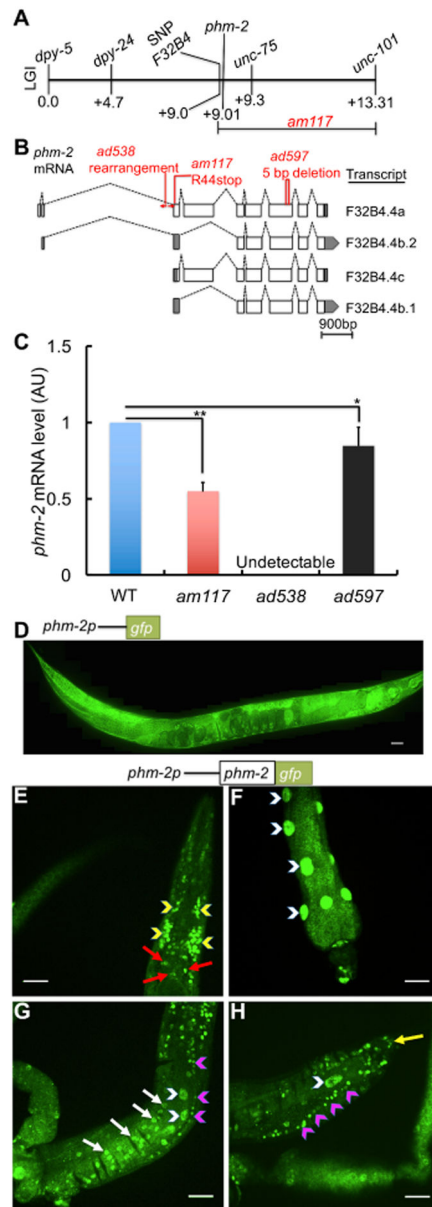 A
dpy-5
dpy-24
SNP
F32B4
phm-2
unc-75
unc-101
LGI
0.0
+4.7
+9.0
+9.01
+9.3
+13.31
am117
B
phm-2
mRNA
ad538
rearrangement
am117
R44stop
ad597
5 bp deletion
Transcript
F32B4.4a
F32B4.4b.2
F32B4.4c
F32B4.4b.1
900bp
C
phm-2 mRNA level (AU)
1.5
1
0.5
0
**
*
Undetectable
WT
am117
ad538
ad597
D
phm-2p
gfp
phm-2p
phm-2
gfp
E
F
G
H